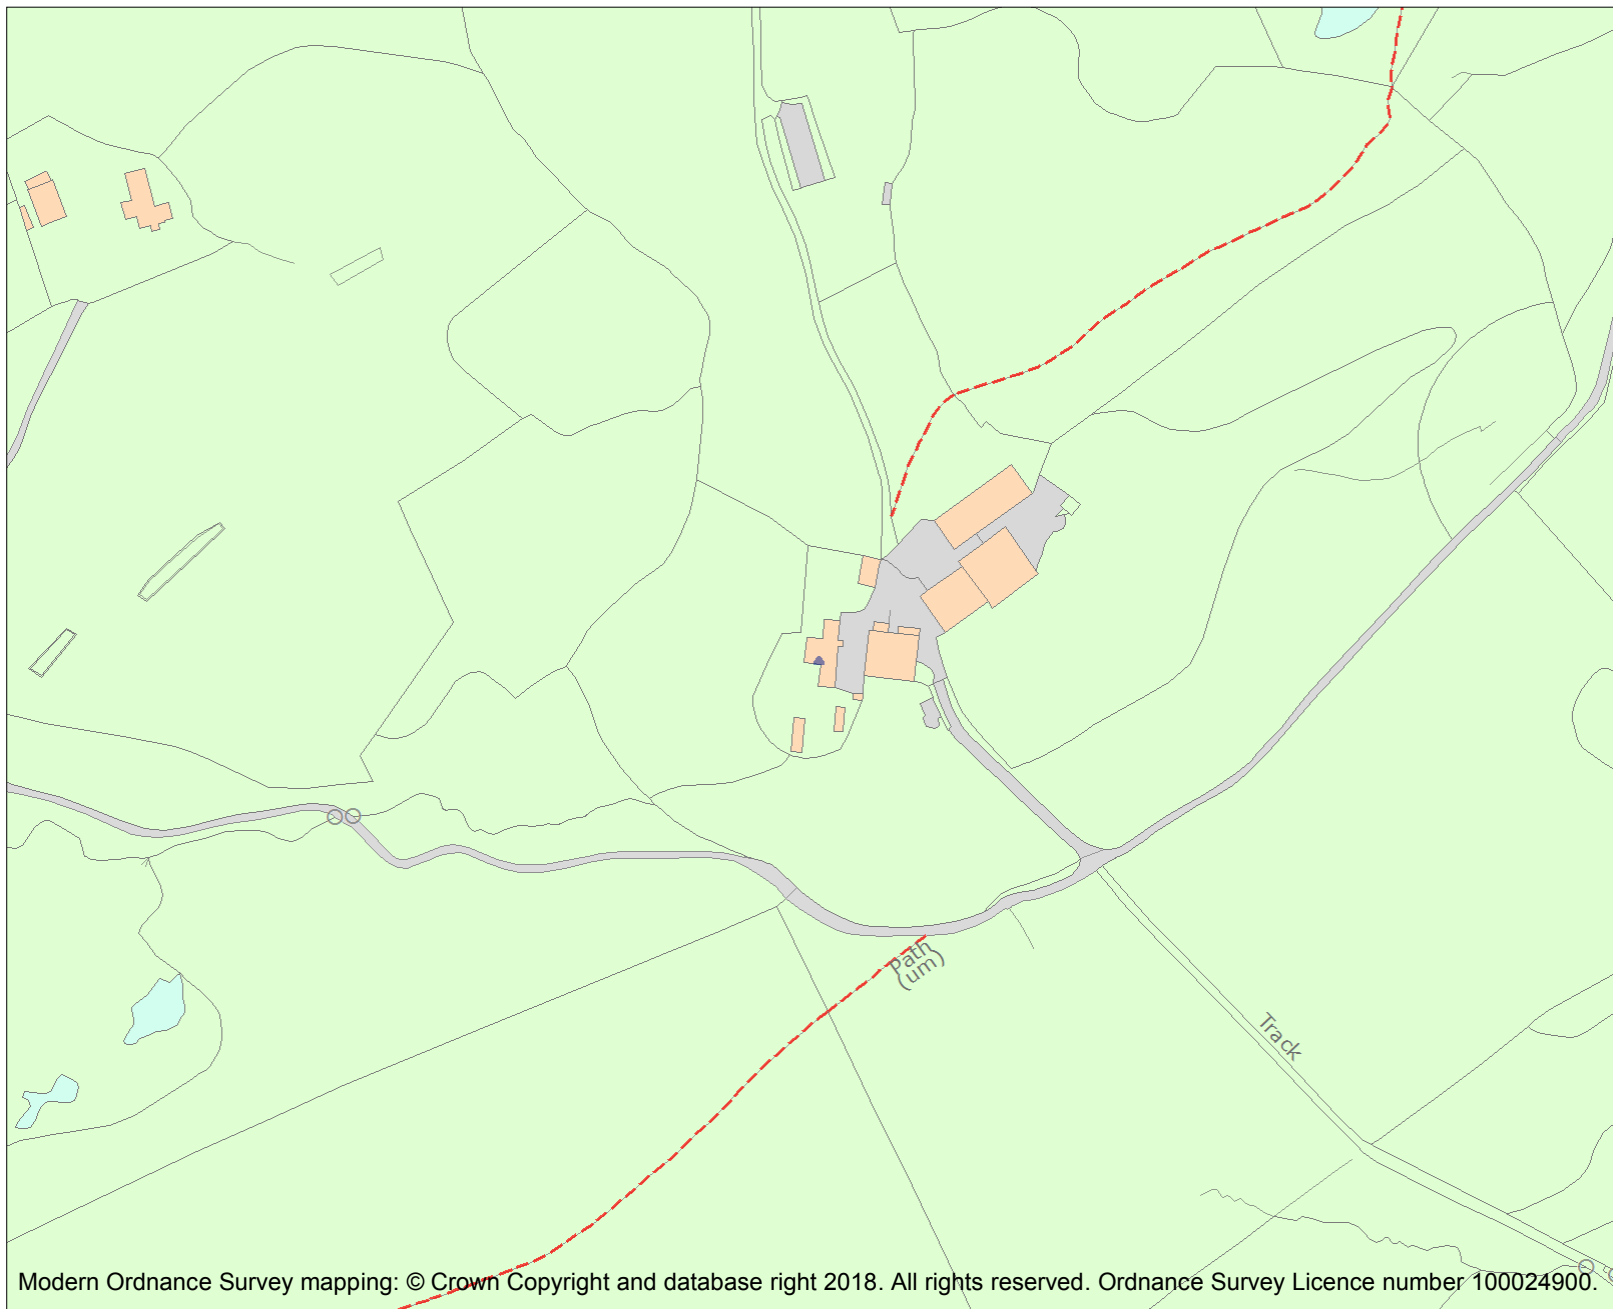 Path
(um)
Track
Modern Ordnance Survey mapping: © Crown Copyright and database right 2018. All rights reserved. Ordnance Survey Licence number 100024900.